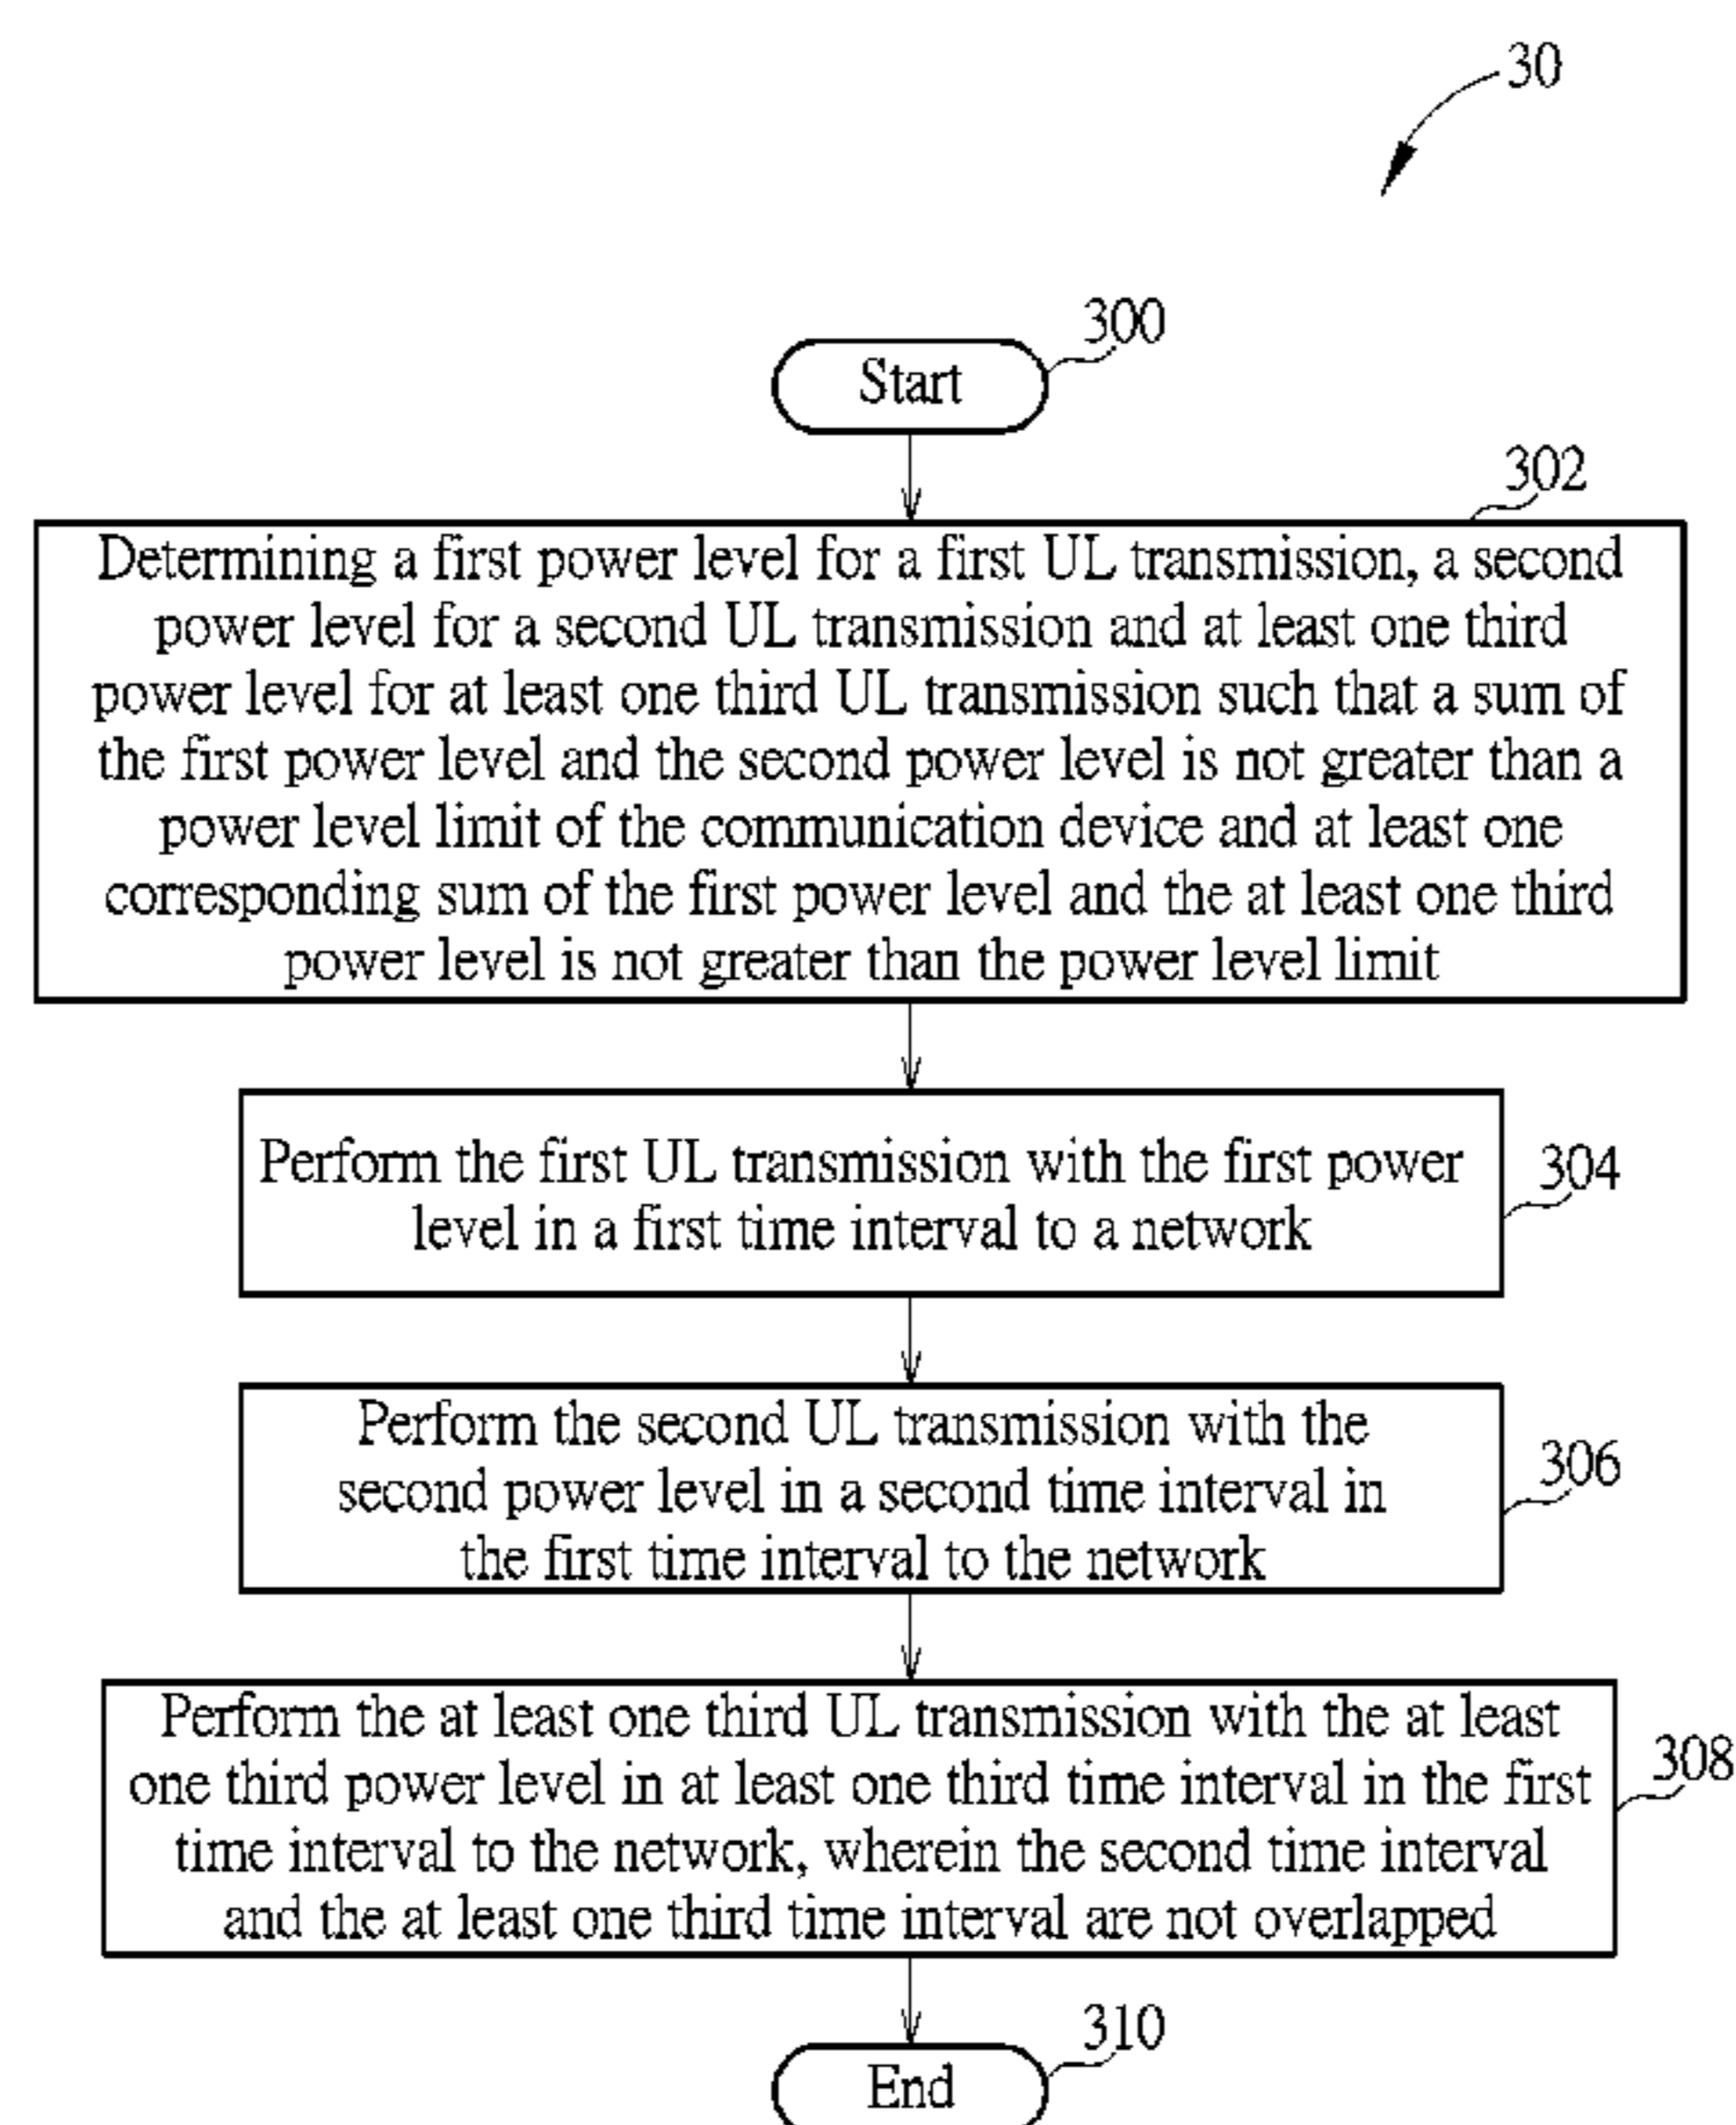 30
300
Start
302
Determining a first power level for a first UL transmission, a second
power level for a second UL transmission and at least one third
power level for at least one third UL transmission such that a sum of
the first power level and the second power level is not greater than a
power level limit of the communication device and at least one
corresponding sum of the first power level and the at least one third
power level is not greater than the power level limit
Perform the first UL transmission with the first power
level in a first time interval to a network
304
Perform the second UL transmission with the
second power level in a second time interval in
the first time interval to the network
306
Perform the at least one third UL transmission with the at least
one third power level in at least one third time interval in the first
time interval to the network, wherein the second time interval
and the at least one third time interval are not overlapped
308
310
End